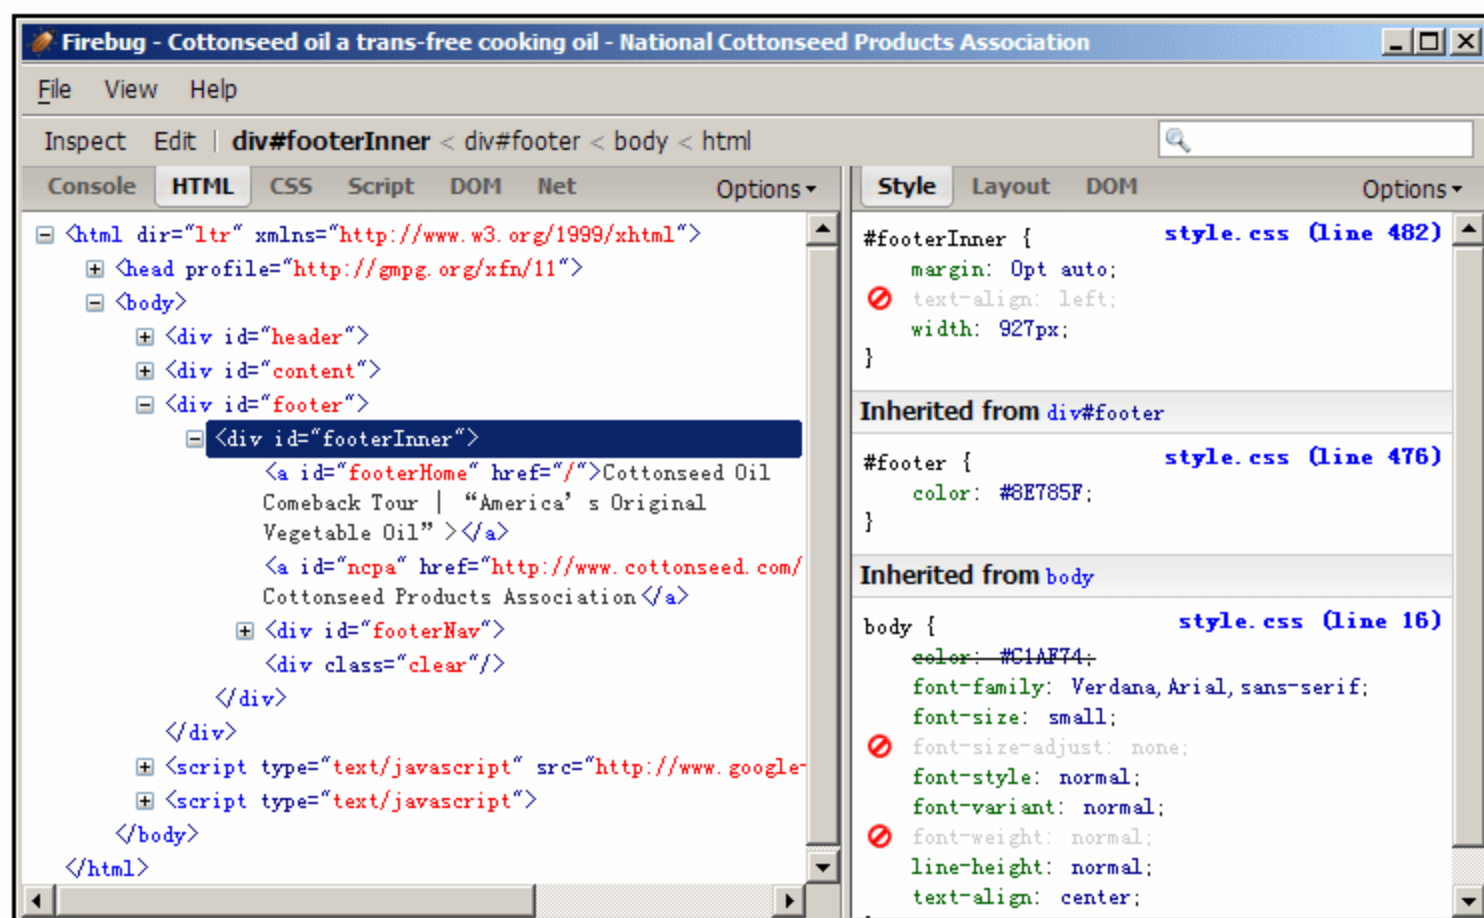 Firebug - Cottonseed oil a trans-free cooking oil - National Cottonseed Products Association
File View Help
Inspect Edit | div#footerInner < div#footer < body < html
Console HTML CSS Script DOM Net Options
<html dir="ltr" xmlns="http://www.w3.org/1999/xhtml">
<head profile="http://gmpg.org/xfn/11">
<body>
<div id="header">
<div id="content">
<div id="footer">
<div id="footerInner">
<a id="footerHome" href="/">Cottonseed Oil
Comeback Tour | “America’s Original
Vegetable Oil” ></a>
<a id="ncpa" href="http://www.cottonseed.com/
Cottonseed Products Association</a>
<div id="footerNav">
<div class="clear"/>
</div>
</div>
<script type="text/javascript" src="http://www.google-
<script type="text/javascript">
</body>
</html>
Style Layout DOM Options
#footerInner { style.css (line 482)
margin: 0pt auto;
text-align: left;
width: 927px;
}
Inherited from div#footer
#footer { style.css (line 476)
color: #8E785F;
}
Inherited from body
body { style.css (line 16)
color: #C1AF74;
font-family: Verdana,Arial,sans-serif;
font-size: small;
font-size-adjust: none;
font-style: normal;
font-variant: normal;
font-weight: normal;
line-height: normal;
text-align: center;